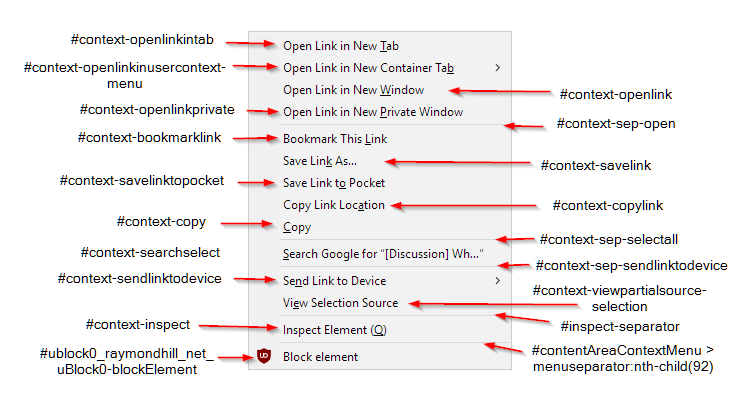 #context-openlinkintab
Open Link in New Tab
#context-openlinkinusercontext-
menu
Open Link in New Container Tab
Open Link in New Window
#context-openlink
#context-openlinkprivate
Open Link in New Private Window
#context-sep-open
#context-bookmarklink
Bookmark This Link
Save Link As...
#context-savelink
#context-savelinktopocket
Save Link to Pocket
Copy Link Location
#context-copylink
#context-copy
Copy
#context-sep-selectall
#context-searchselect
Search Google for “[Discussion] Wh...”
#context-sep-sendlinktodevice
#context-sendlinktodevice
Send Link to Device
#context-viewpartialsource-
selection
View Selection Source
#context-inspect
Inspect Element (Q)
#inspect-separator
#ublock0_raymondhill_net_
uBlock0-blockElement
UD
Block element
#contentAreaContextMenu >
menuseparator:nth-child(92)